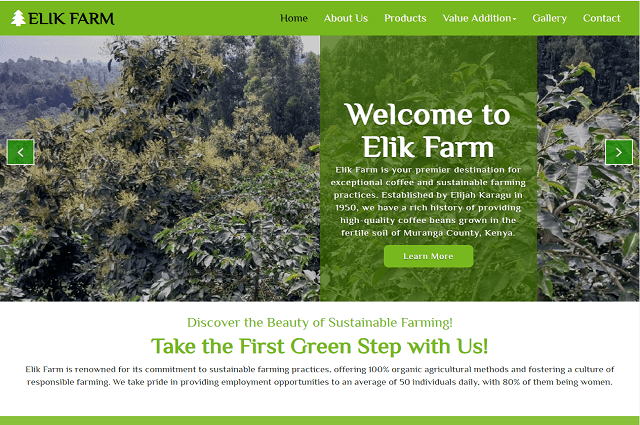 ELIK FARM
Home About Us Products Value Addition Gallery Contact
Welcome to
Elik Farm
Elik Farm is your premier destination for
exceptional coffee and sustainable farming
practices. Established by Elijah Karagu in
1950, we have a rich history of providing
high-quality coffee beans grown in the
fertile soil of Muranga County, Kenya.
Learn More
Discover the Beauty of Sustainable Farming!
Take the First Green Step with Us!
Elik Farm is renowned for its commitment to sustainable farming practices, offering 100% organic agricultural methods and fostering a culture of
responsible farming. We take pride in providing employment opportunities to an average of 50 individuals daily, with 80% of them being women.